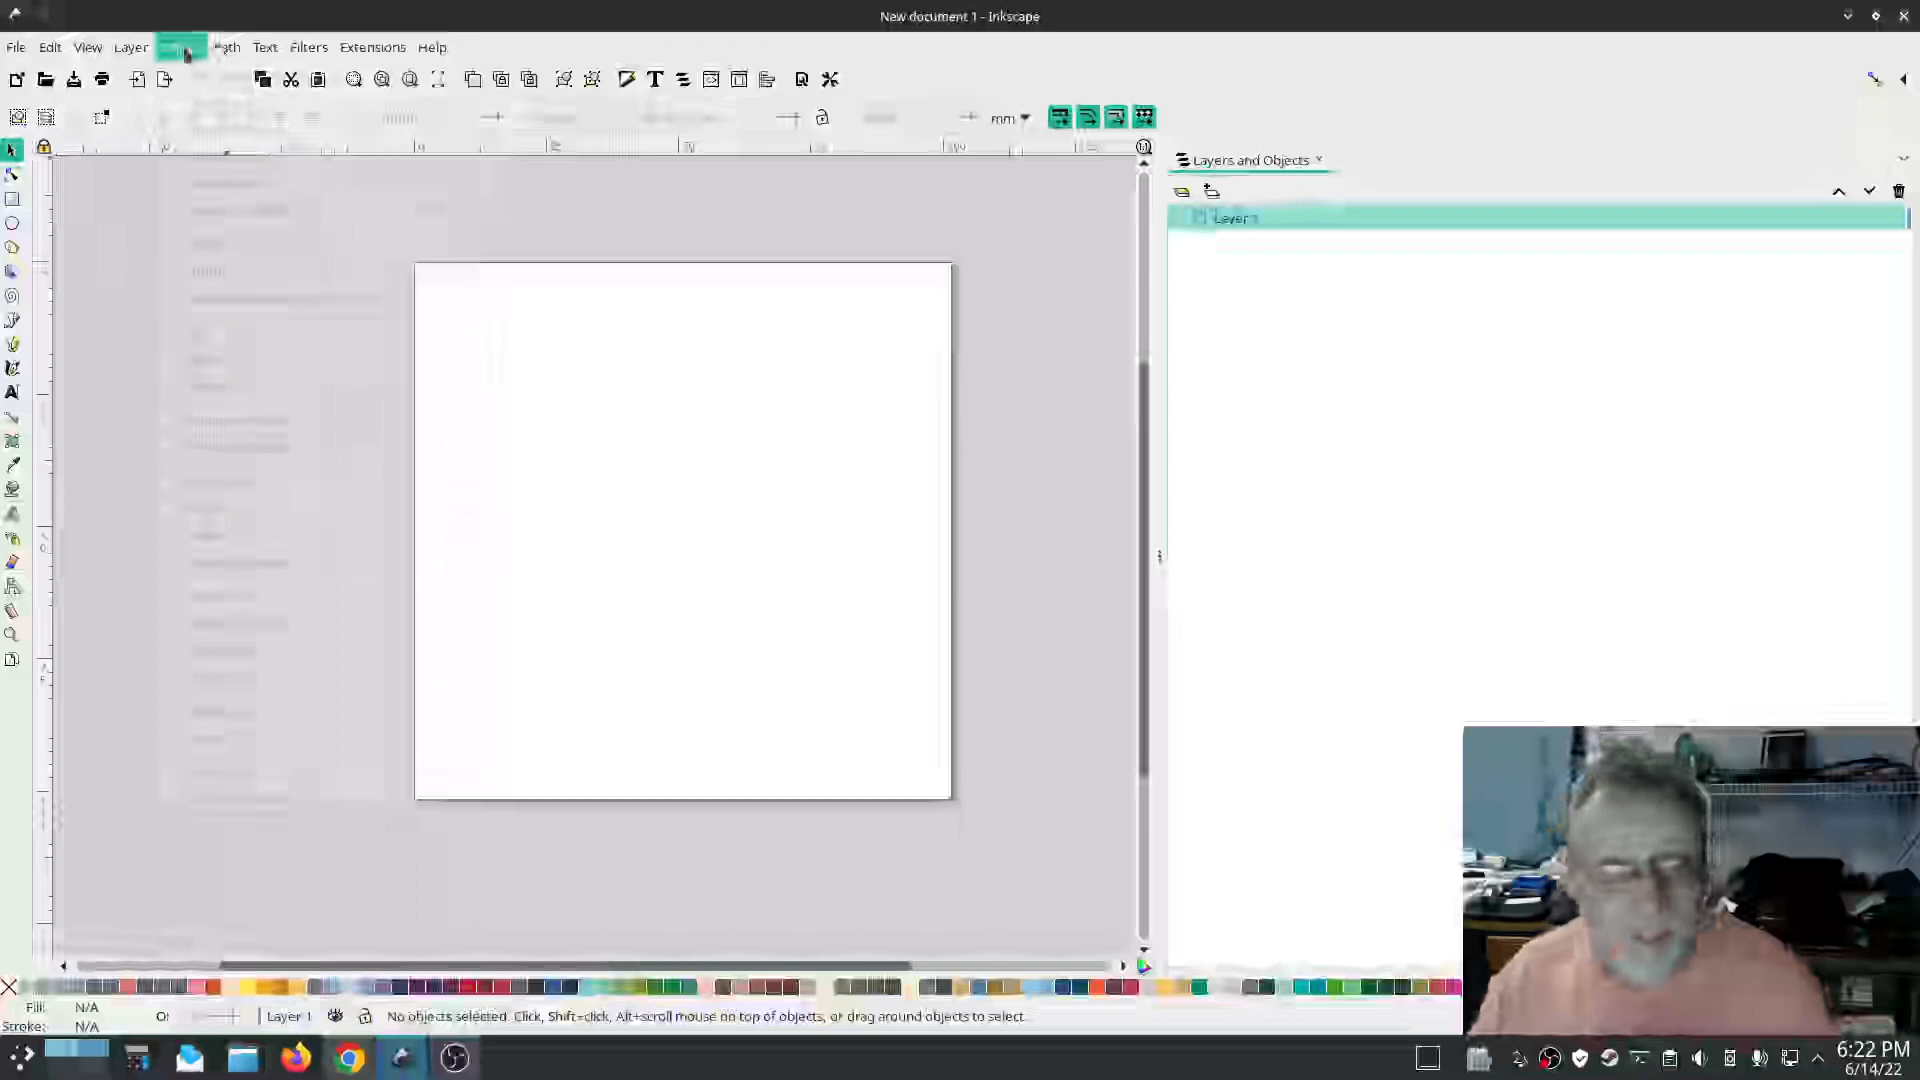 New document 1 - Inkscape
File Edit View Layer Path Text Filters Extensions Help
mm
Layers and Objects
Layer 1
Fill: N/A
Stroke: N/A
Layer 1 No objects selected. Click, Shift+click, Alt+scroll mouse on top of objects, or drag around objects to select.
6:22 PM
6/14/22